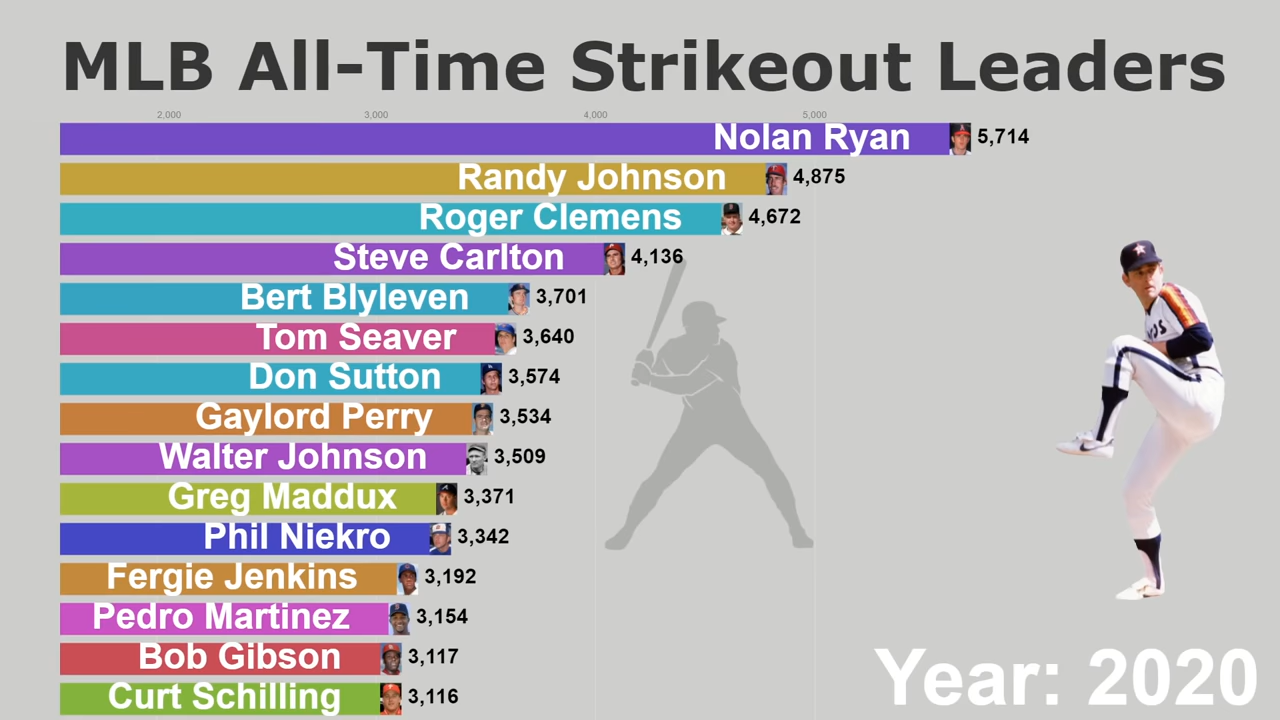 MLB All-Time Strikeout Leaders
2,000 3,000 4,000 5,000
Nolan Ryan 5,714
Randy Johnson 4,875
Roger Clemens 4,672
Steve Carlton 4,136
Bert Blyleven 3,701
Tom Seaver 3,640
Don Sutton 3,574
Gaylord Perry 3,534
Walter Johnson 3,509
Greg Maddux 3,371
Phil Niekro 3,342
Fergie Jenkins 3,192
Pedro Martinez 3,154
Bob Gibson 3,117
Curt Schilling 3,116
Year: 2020